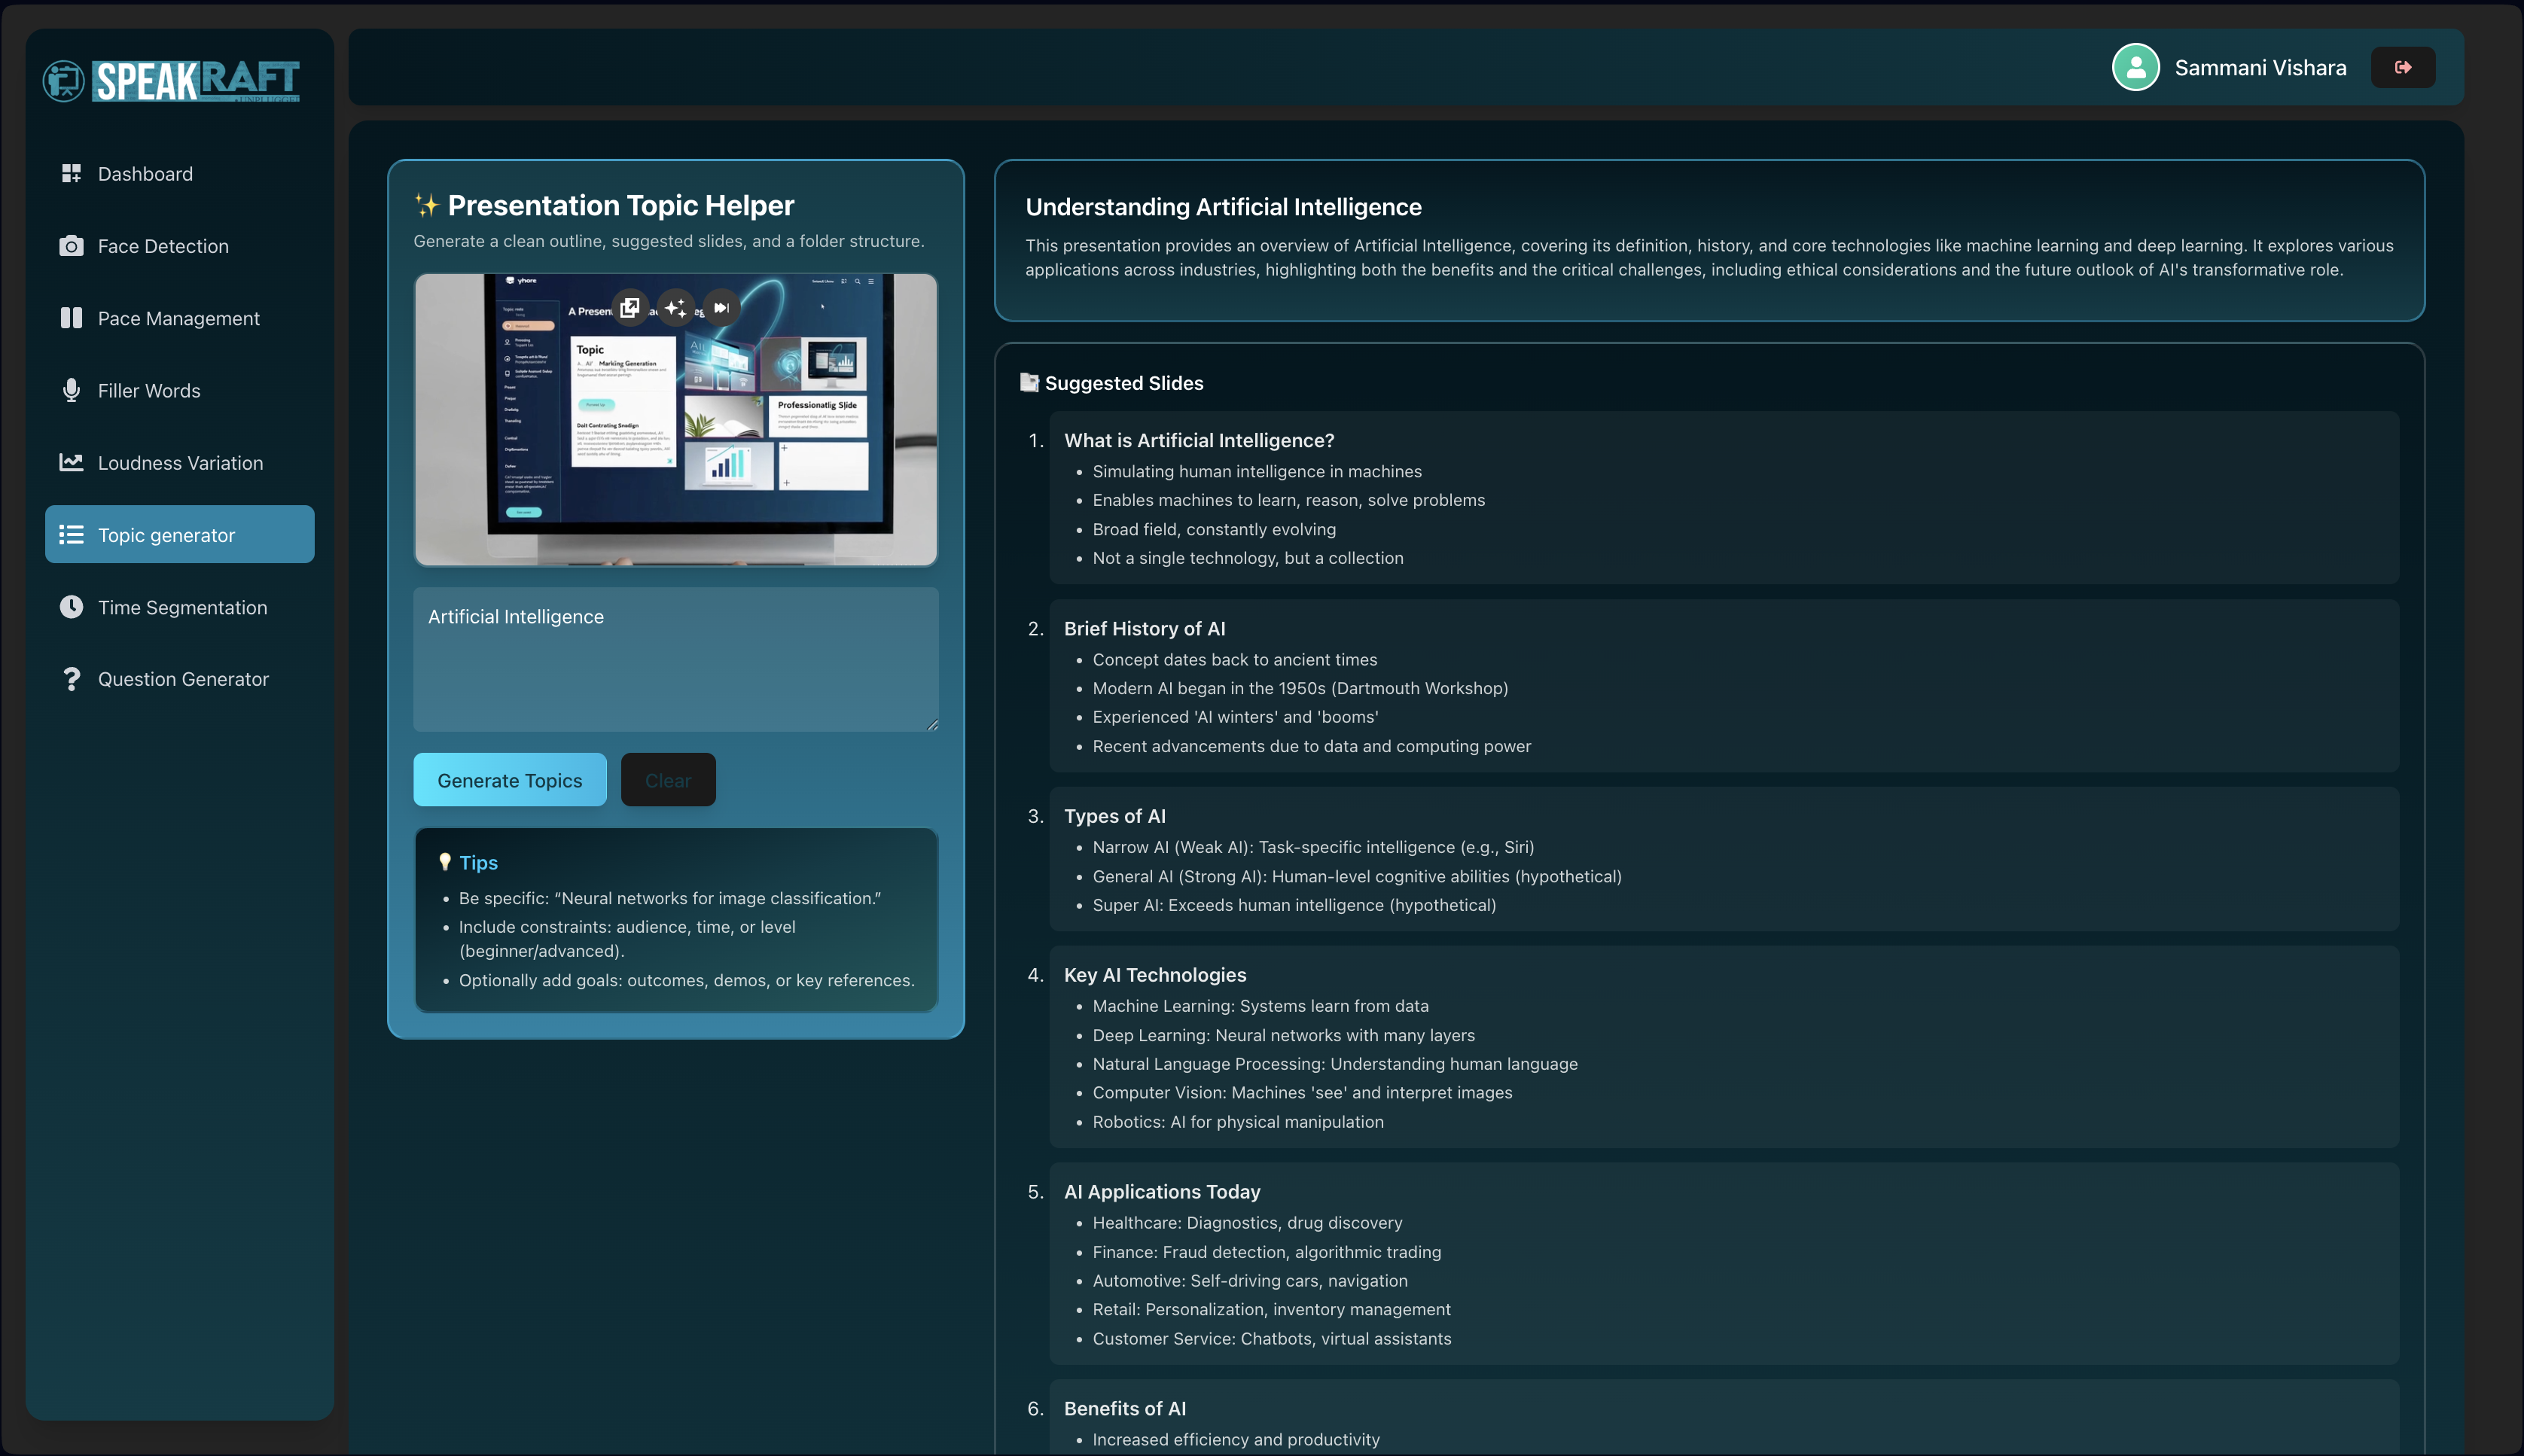 SPEAKRAFT
Sammani Vishara
Dashboard
Face Detection
Pace Management
Filler Words
Loudness Variation
Topic generator
Time Segmentation
Question Generator
✨ Presentation Topic Helper
Generate a clean outline, suggested slides, and a folder structure.
yhore
Topic
Marking Generation
Professionatlig Slide
Doit Contrating Snodign
Artificial Intelligence
Generate Topics
Clear
💡 Tips
• Be specific: “Neural networks for image classification.”
• Include constraints: audience, time, or level
(beginner/advanced).
• Optionally add goals: outcomes, demos, or key references.
Understanding Artificial Intelligence
This presentation provides an overview of Artificial Intelligence, covering its definition, history, and core technologies like machine learning and deep learning. It explores various
applications across industries, highlighting both the benefits and the critical challenges, including ethical considerations and the future outlook of AI's transformative role.
Suggested Slides
1. What is Artificial Intelligence?
• Simulating human intelligence in machines
• Enables machines to learn, reason, solve problems
• Broad field, constantly evolving
• Not a single technology, but a collection
2. Brief History of AI
• Concept dates back to ancient times
• Modern AI began in the 1950s (Dartmouth Workshop)
• Experienced 'AI winters' and 'booms'
• Recent advancements due to data and computing power
3. Types of AI
• Narrow AI (Weak AI): Task-specific intelligence (e.g., Siri)
• General AI (Strong AI): Human-level cognitive abilities (hypothetical)
• Super AI: Exceeds human intelligence (hypothetical)
4. Key AI Technologies
• Machine Learning: Systems learn from data
• Deep Learning: Neural networks with many layers
• Natural Language Processing: Understanding human language
• Computer Vision: Machines 'see' and interpret images
• Robotics: AI for physical manipulation
5. AI Applications Today
• Healthcare: Diagnostics, drug discovery
• Finance: Fraud detection, algorithmic trading
• Automotive: Self-driving cars, navigation
• Retail: Personalization, inventory management
• Customer Service: Chatbots, virtual assistants
6. Benefits of AI
• Increased efficiency and productivity